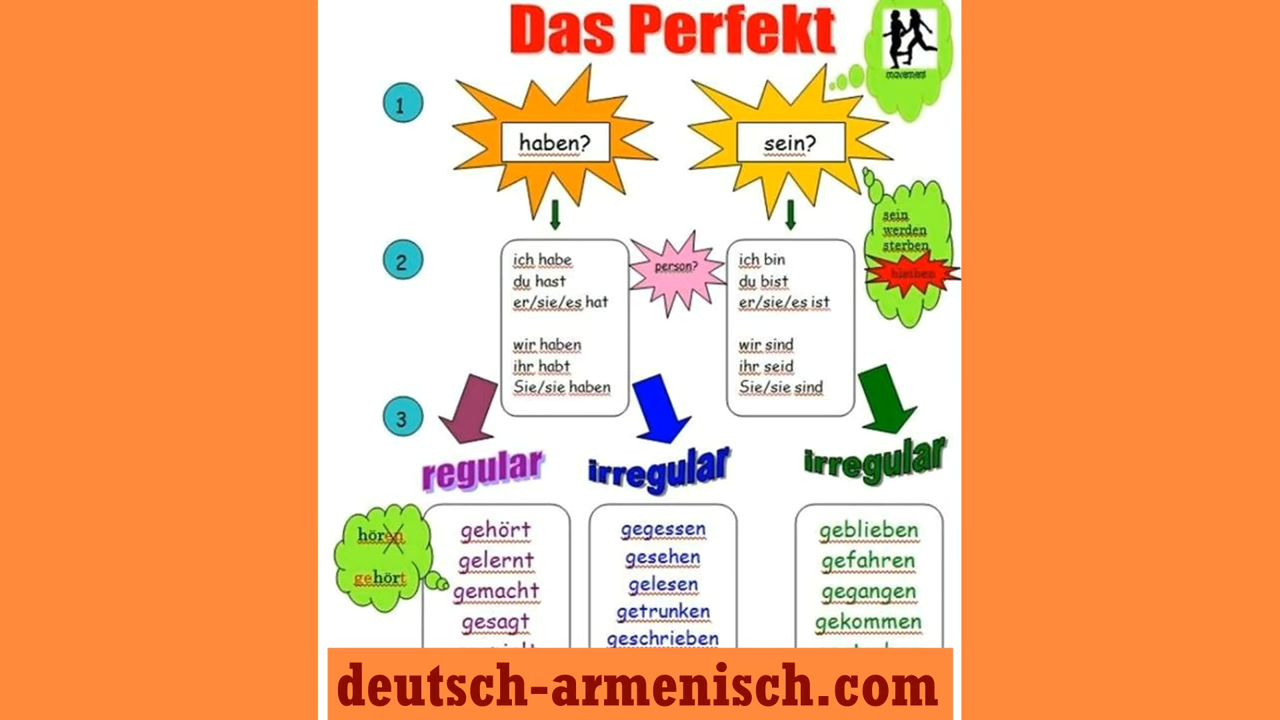 Das Perfekt
movement
1
haben?
sein?
sein
werden
sterben
bleiben
2
ich habe
du hast
er/sie/es hat
wir haben
ihr habt
Sie/sie haben
person?
ich bin
du bist
er/sie/es ist
wir sind
ihr seid
Sie/sie sind
3
regular
irregular
irregular
hören
gehört
gehört
gelernt
gemacht
gesagt
gegessen
gesehen
gelesen
getrunken
geschrieben
geblieben
gefahren
gegangen
gekommen
deutsch-armenisch.com